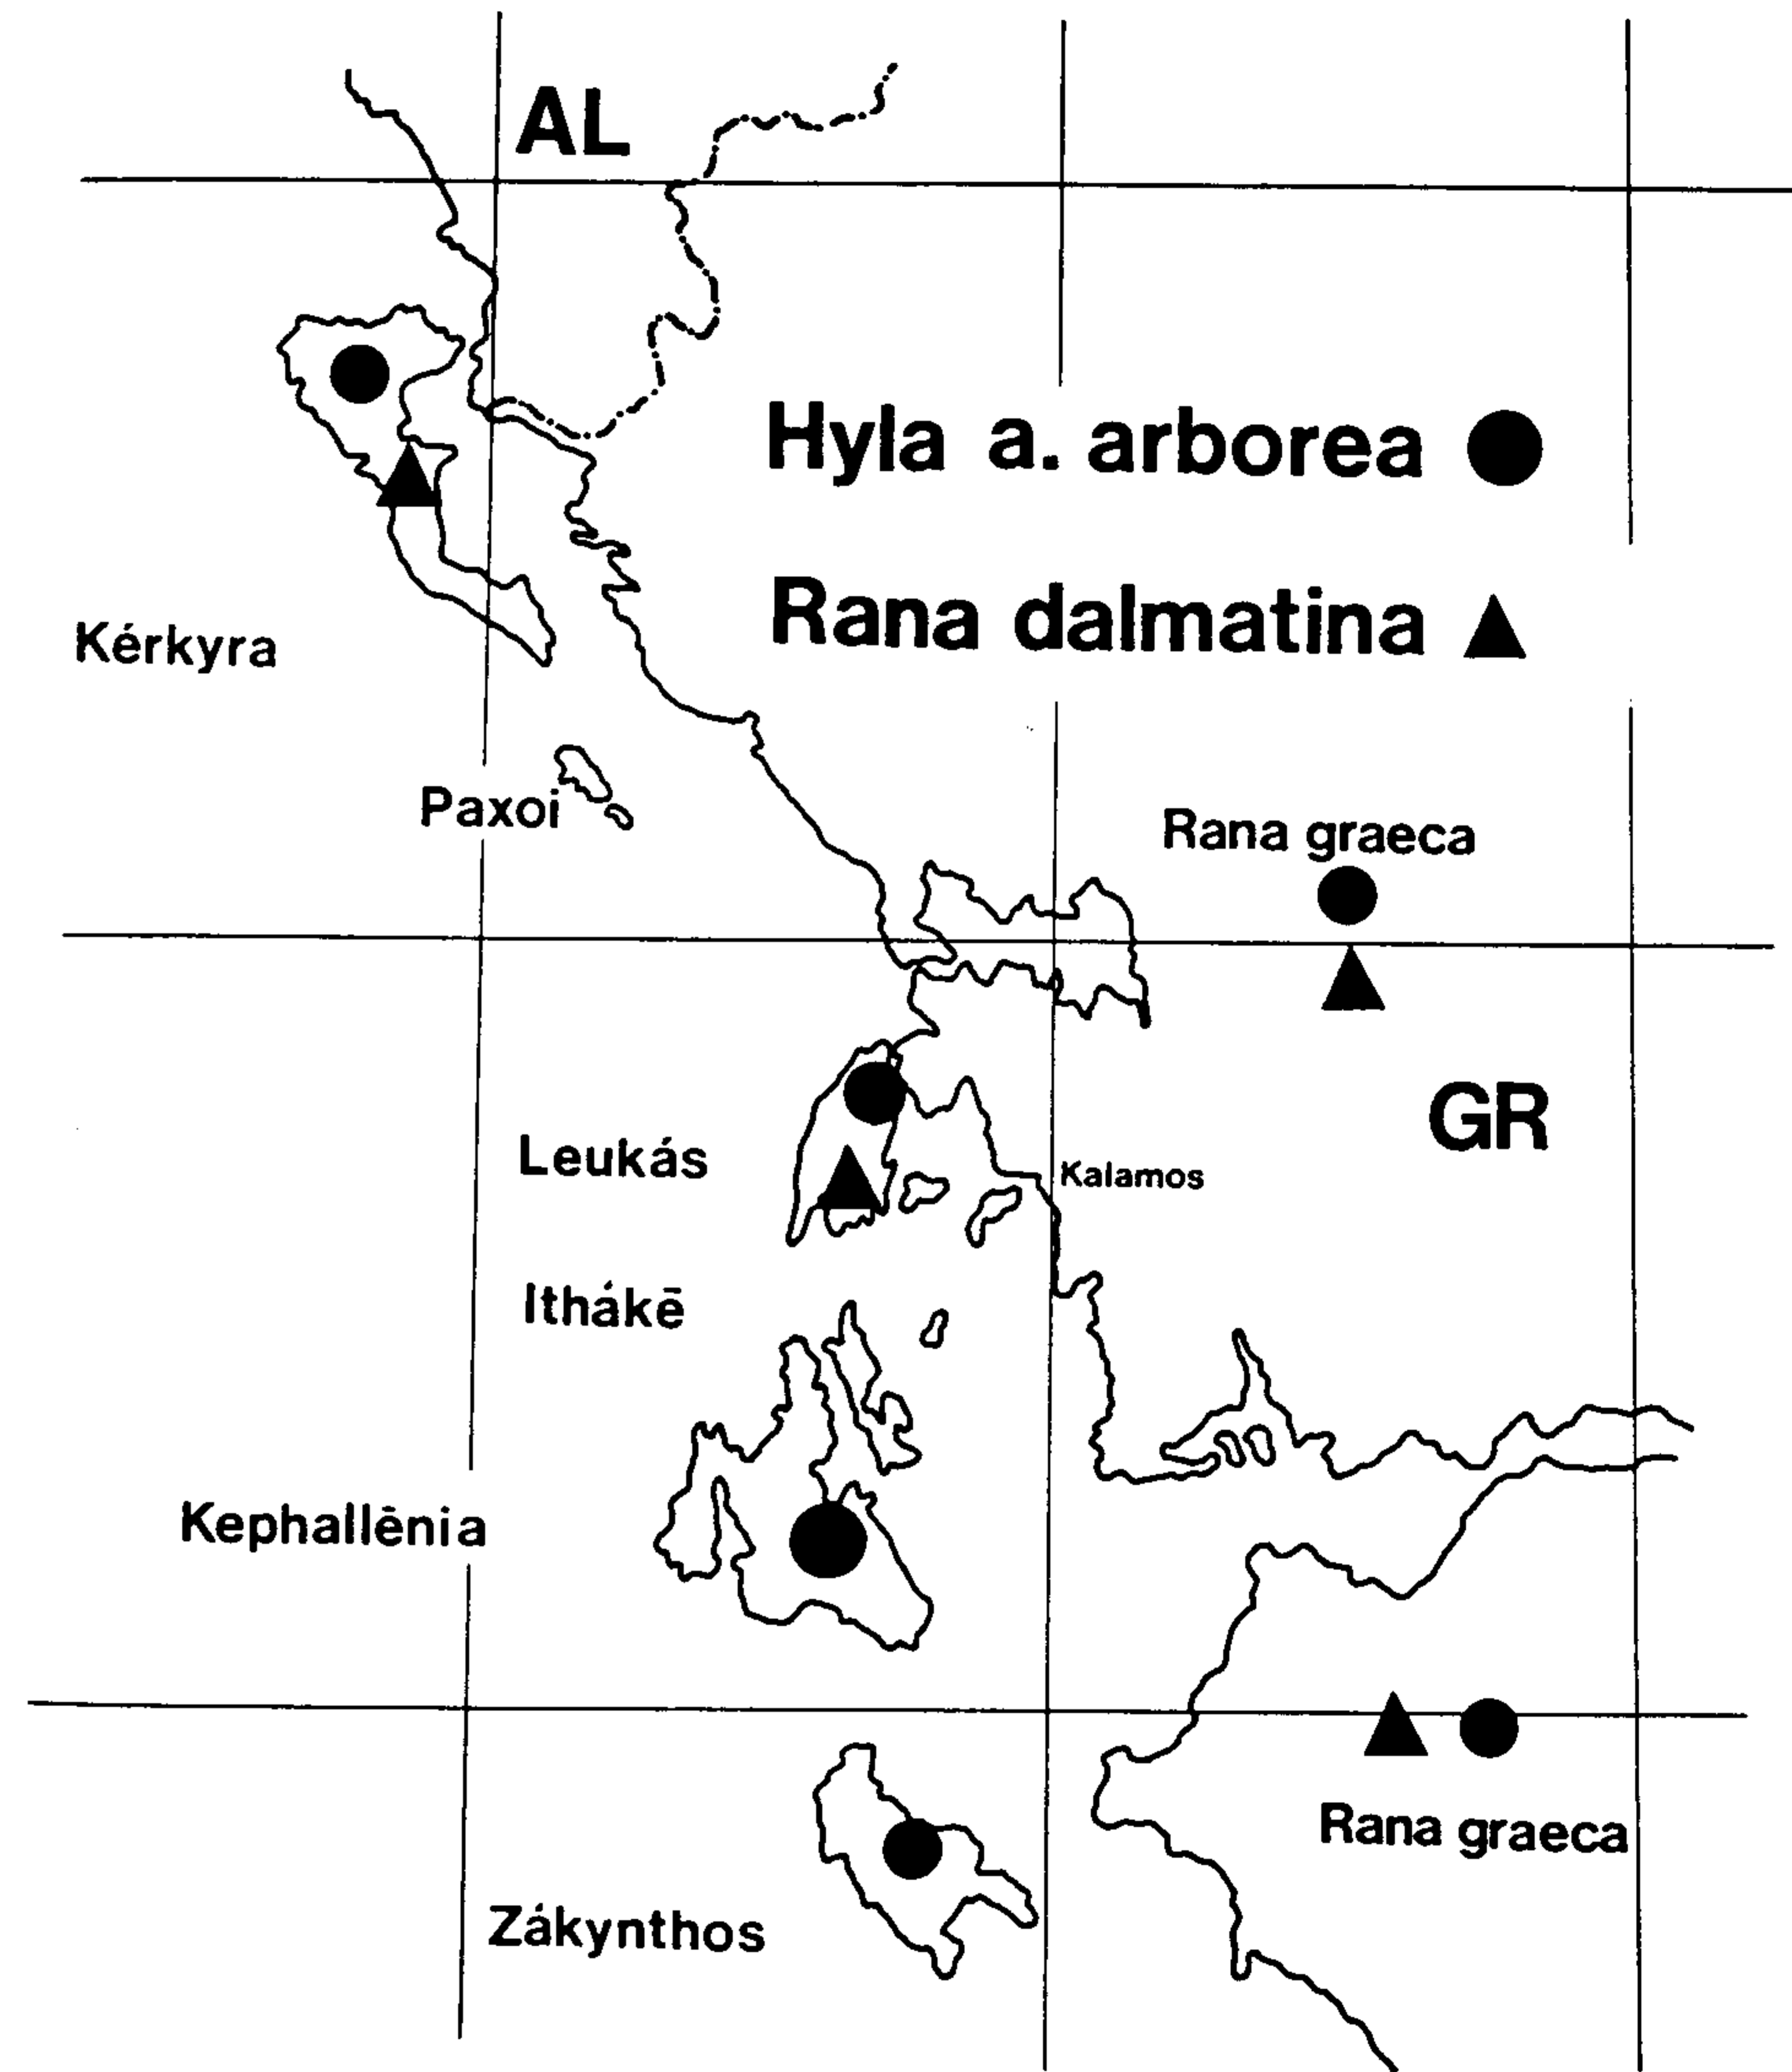 AL
Hyla a. arborea
Rana dalmatina
Kérkyra
Paxoi
Rana graeca
GR
Leukás
Kalamos
Ithákē
Kephallēnia
Rana graeca
Zákynthos